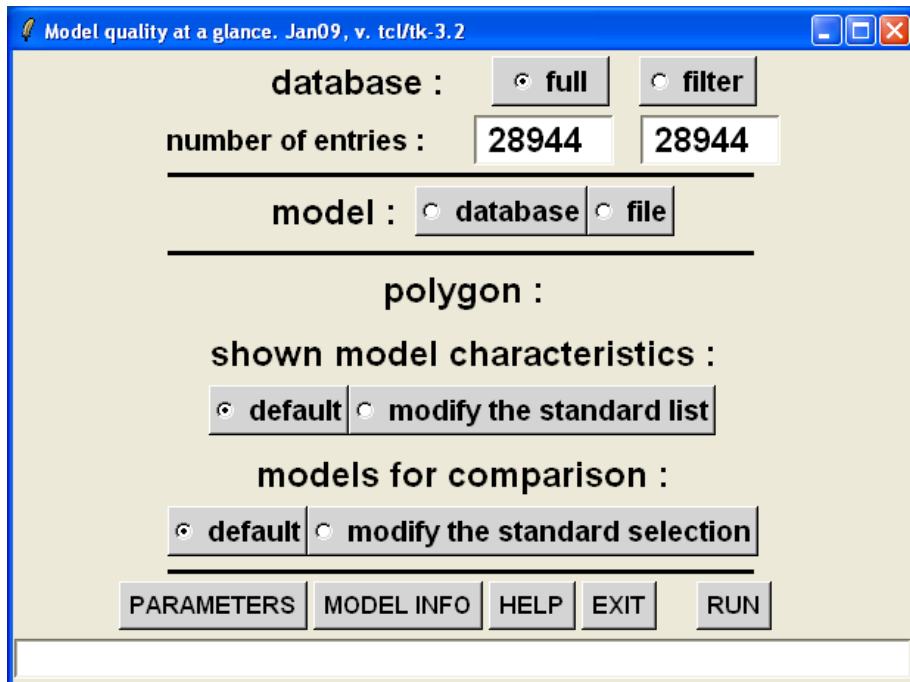 Model quality at a glance. Jan09, v. tcl/tk-3.2
database : full filter
number of entries : 28944 28944
model : database file
polygon :
shown model characteristics :
default modify the standard list
models for comparison :
default modify the standard selection
PARAMETERS MODEL INFO HELP EXIT RUN